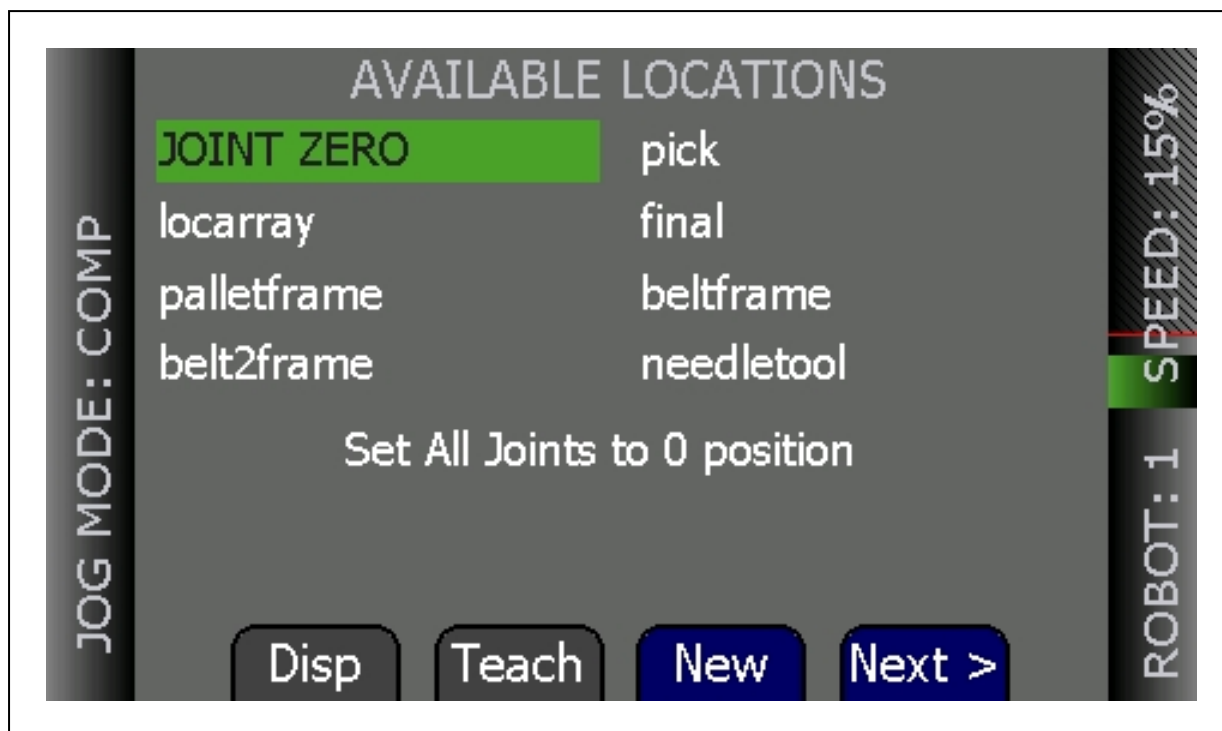 AVAILABLE LOCATIONS
JOINT ZERO
pick
locarray
final
palletframe
beltframe
belt2frame
needletool
Set All Joints to 0 position
Disp
Teach
New
Next >
JOG MODE: COMP
SPEED: 15%
ROBOT: 1